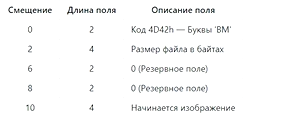 Смещение Длина поля Описание поля
0 2 Код 4D42h — Буквы 'BM'
2 4 Размер файла в байтах
6 2 0 (Резервное поле)
8 2 0 (Резервное поле)
10 4 Начинается изображение